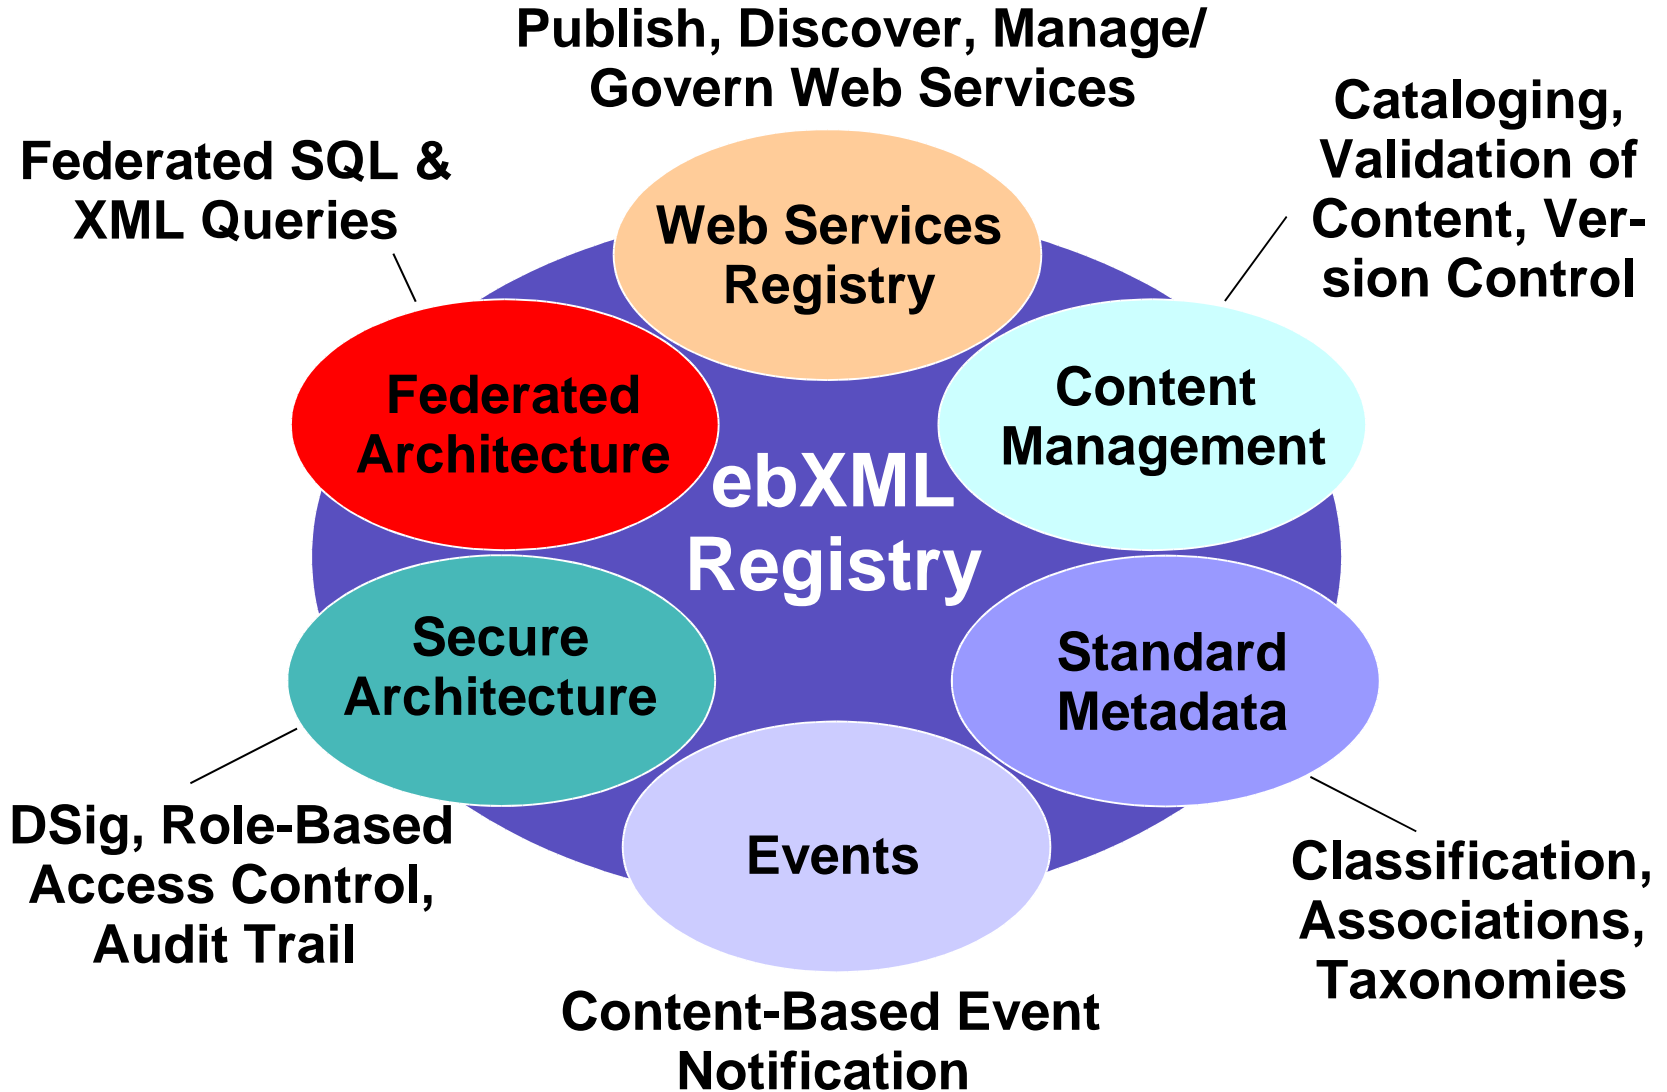 Publish, Discover, Manage/
Govern Web Services
Federated SQL &
XML Queries
Cataloging,
Validation of
Content, Ver-
sion Control
Web Services
Registry
Federated
Architecture
Content
Management
ebXML
Registry
Secure
Architecture
Standard
Metadata
Events
DSig, Role-Based
Access Control,
Audit Trail
Classification,
Associations,
Taxonomies
Content-Based Event
Notification